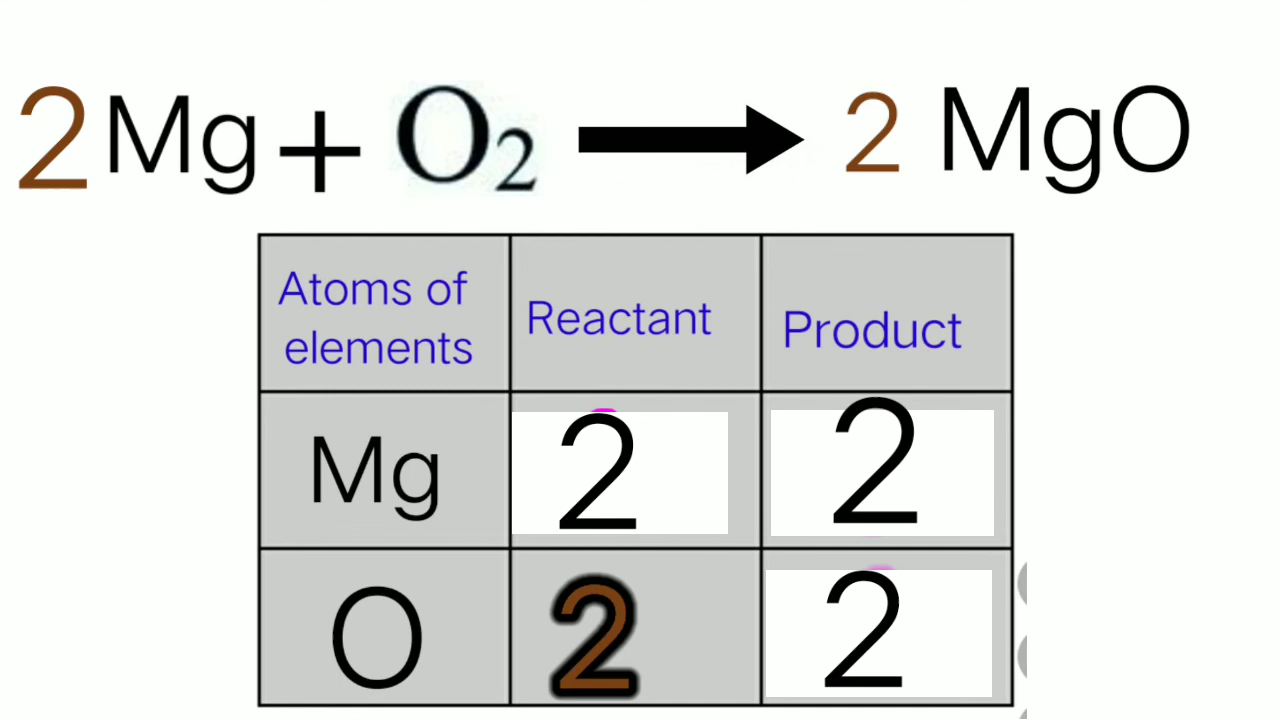 2Mg + O₂ → 2 MgO
Atoms of elements Reactant Product
Mg 2 2
O 2 2